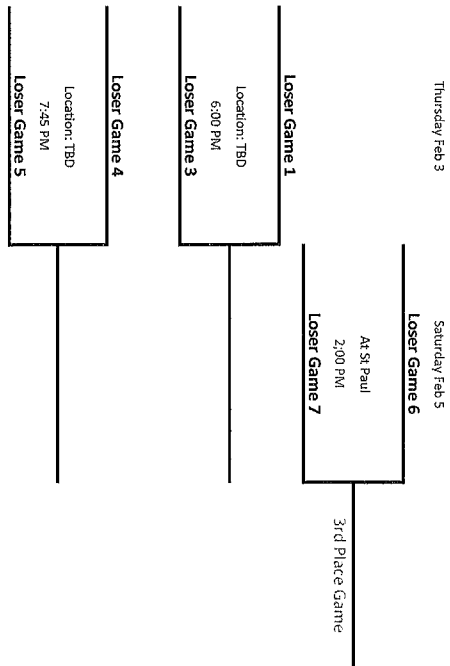 Thursday Feb 3
Saturday Feb 5
Loser Game 6
At St Paul
2;00 PM
Loser Game 7
3rd Place Game
Loser Game 1
Location: TBD
6:00 PM
Loser Game 3
Loser Game 4
Location: TBD
7:45 PM
Loser Game 5